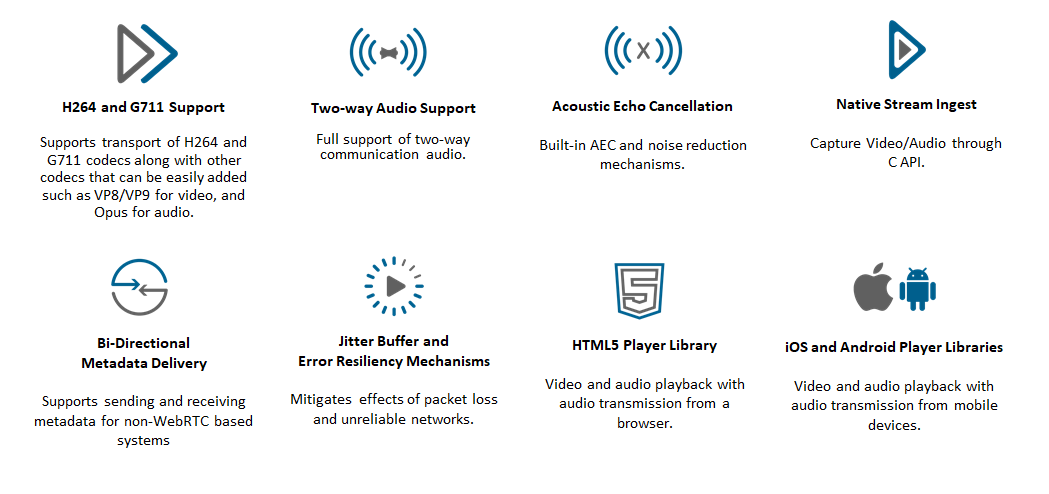 H264 and G711 Support
Supports transport of H264 and
G711 codecs along with other
codecs that can be easily added
such as VP8/VP9 for video, and
Opus for audio.
Two-way Audio Support
Full support of two-way
communication audio.
X
Acoustic Echo Cancellation
Built-in AEC and noise reduction
mechanisms.
Native Stream Ingest
Capture Video/Audio through
C API.
Bi-Directional
Metadata Delivery
Supports sending and receiving
metadata for non-WebRTC based
systems
Jitter Buffer and
Error Resiliency Mechanisms
Mitigates effects of packet loss
and unreliable networks.
5
HTML5 Player Library
Video and audio playback with
audio transmission from a
browser.
iOS and Android Player Libraries
Video and audio playback with
audio transmission from mobile
devices.